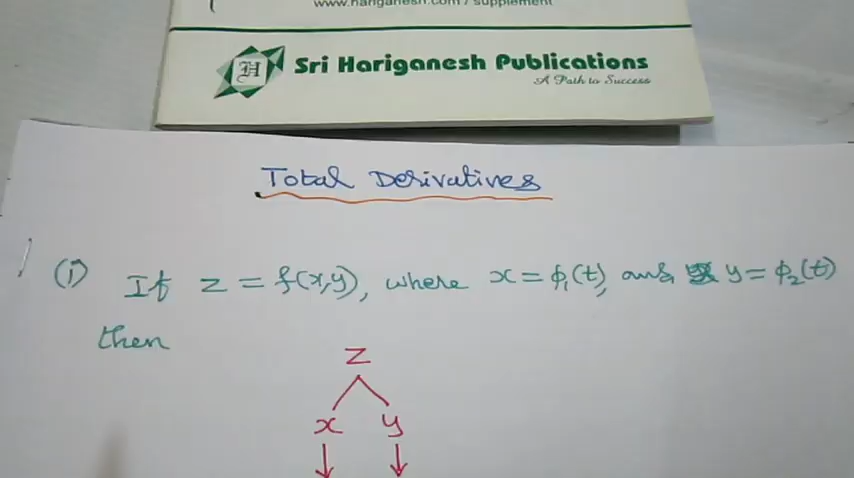 www.hariganesh.com / supplement
Sri Hariganesh Publications
A Path to Success
Total Derivatives
(1) If z = f(x,y), where x = ϕ₁(t), and y = ϕ₂(t)
then
z
x y